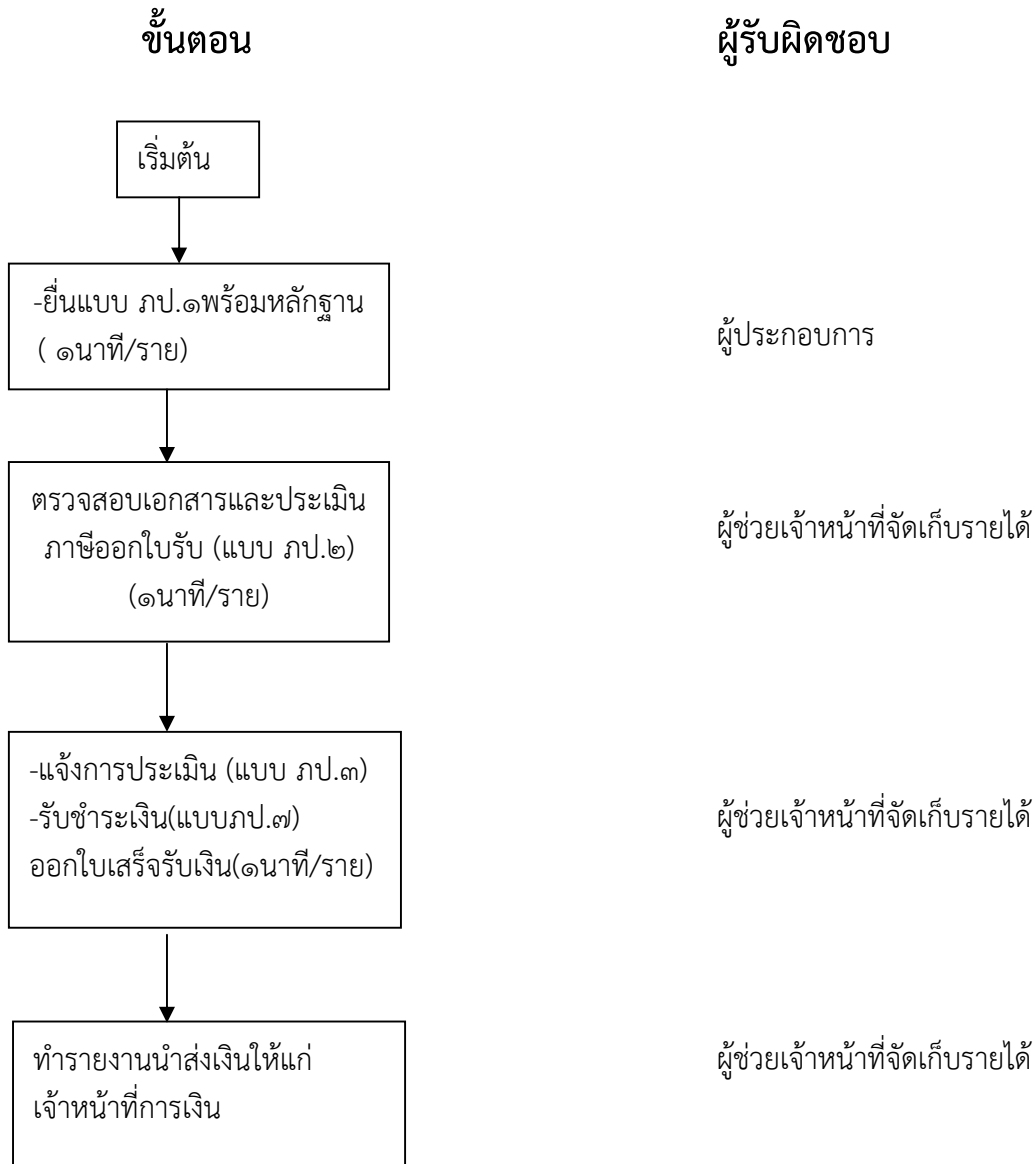 ขั้นตอน ผู้รับผิดชอบ
เริ่มต้น
-ยื่นแบบ ภป.๑พร้อมหลักฐาน
( ๑นาที/ราย)
ผู้ประกอบการ
ตรวจสอบเอกสารและประเมิน
ภาษีออกใบรับ (แบบ ภป.๒)
(๑นาที/ราย)
ผู้ช่วยเจ้าหน้าที่จัดเก็บรายได้
-แจ้งการประเมิน (แบบ ภป.๓)
-รับชำระเงิน(แบบภป.๗)
ออกใบเสร็จรับเงิน(๑นาที/ราย)
ผู้ช่วยเจ้าหน้าที่จัดเก็บรายได้
ทำรายงานนำส่งเงินให้แก่
เจ้าหน้าที่การเงิน
ผู้ช่วยเจ้าหน้าที่จัดเก็บรายได้